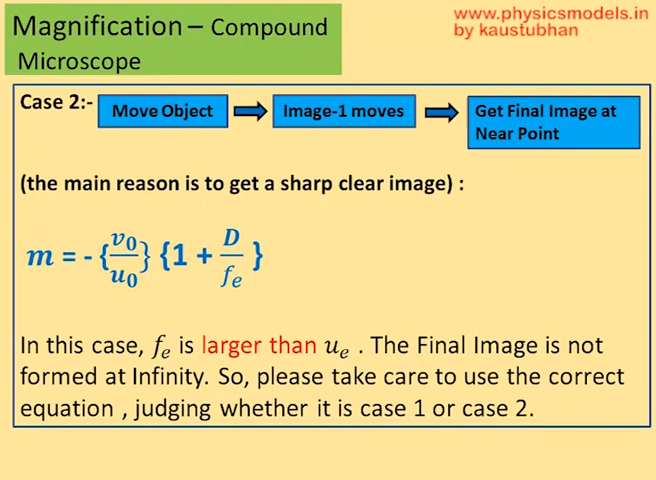 Magnification – Compound
Microscope
www.physicsmodels.in
by kaustubhan
Case 2:- Move Object Image-1 moves Get Final Image at
Near Point
(the main reason is to get a sharp clear image) :
m = - {v₀/u₀} {1 + D/fₑ}
In this case, fₑ is larger than uₑ . The Final Image is not
formed at Infinity. So, please take care to use the correct
equation , judging whether it is case 1 or case 2.